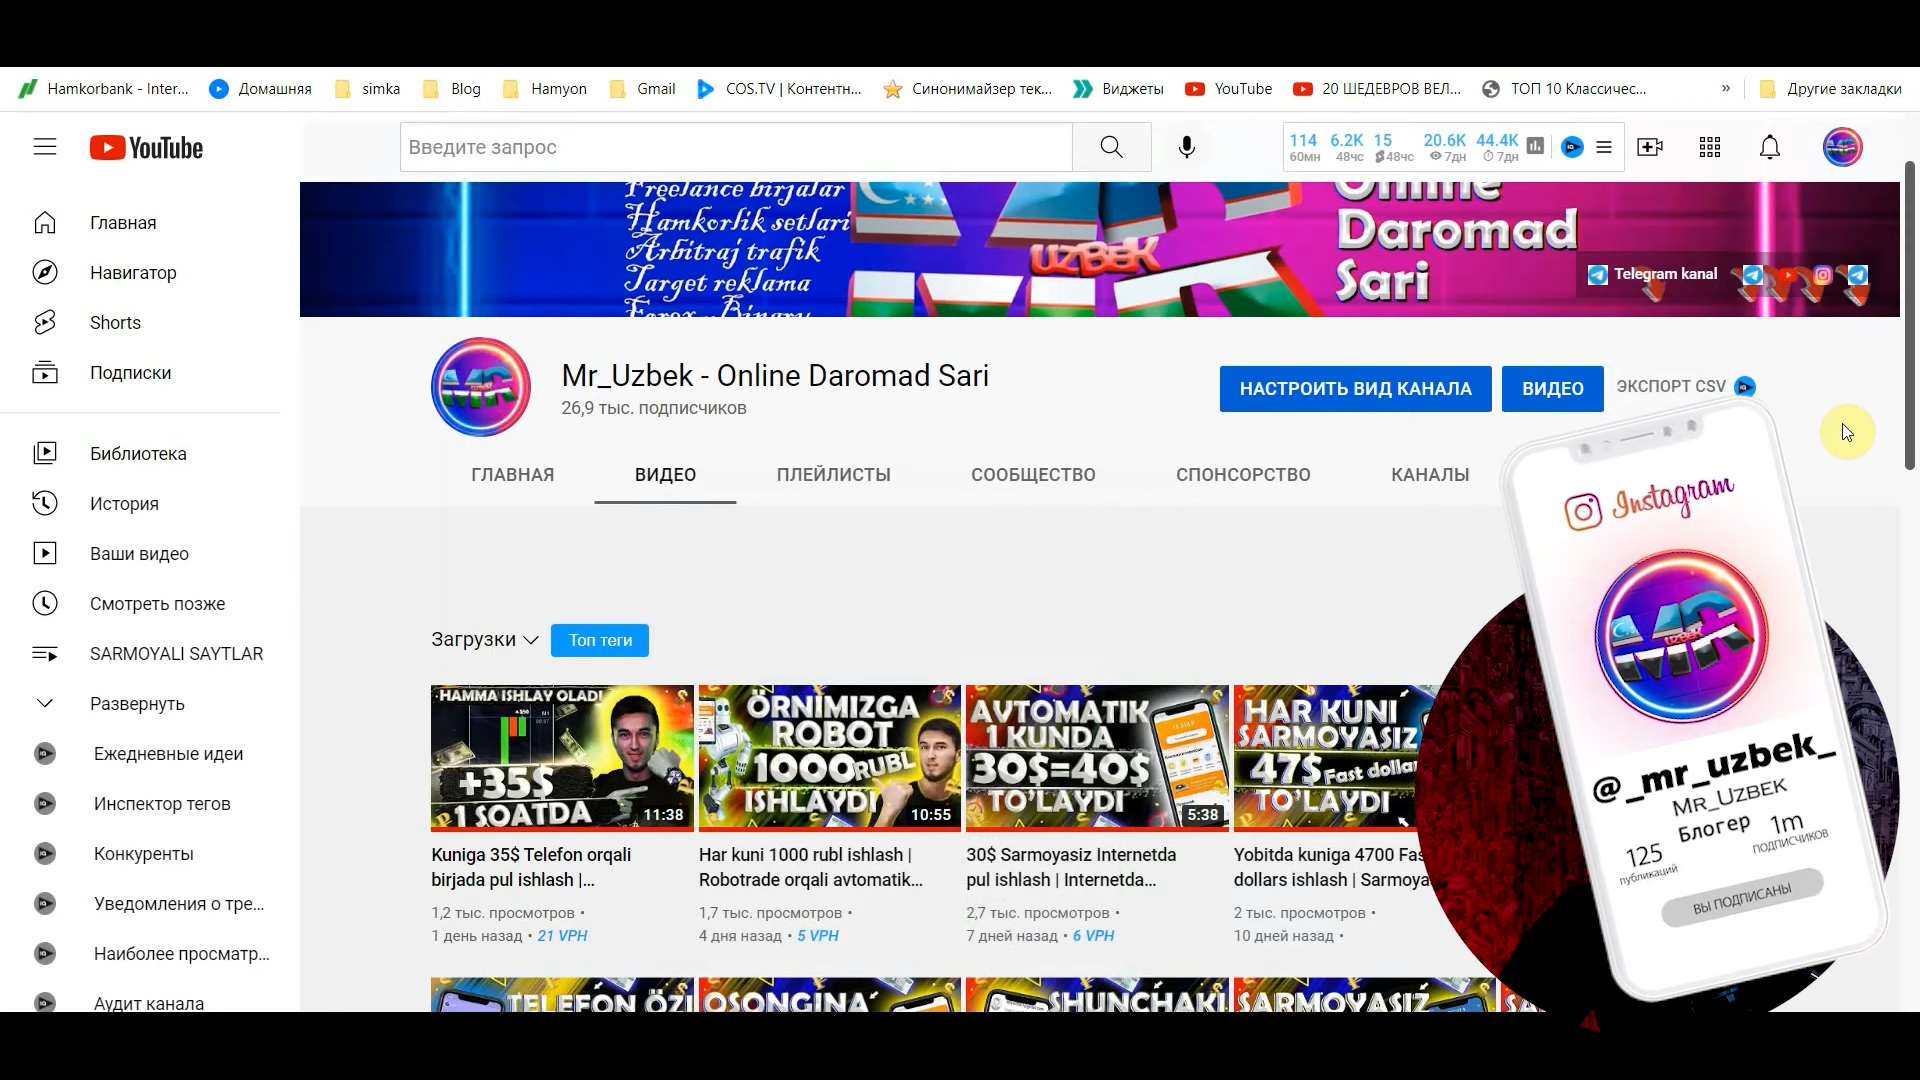 Hamkorbank - Inter...
Домашняя
simka
Blog
Hamyon
Gmail
COS.TV | Контентн...
Синонимайзер тек...
Виджеты
YouTube
20 ШЕДЕВРОВ ВЕЛ...
ТОП 10 Классичес...
»
Другие закладки
YouTube
Введите запрос
114 6.2K 15 20.6K 44.4K
60мн 48чс 48чс 7дн 7дн
Freelance birjalar
Hamkorlik setlari
Arbitraj trafik
Target reklama
Forex - Binary
UZBEK
Online
Daromad
Sari
Telegram kanal
Главная
Навигатор
Shorts
Подписки
Библиотека
История
Ваши видео
Смотреть позже
SARMOYALI SAYTLAR
Развернуть
Ежедневные идеи
Инспектор тегов
Конкуренты
Уведомления о тре...
Наиболее просматр...
Аудит канала
Mr_Uzbek - Online Daromad Sari
26,9 тыс. подписчиков
НАСТРОИТЬ ВИД КАНАЛА
ВИДЕО
ЭКСПОРТ CSV
ГЛАВНАЯ
ВИДЕО
ПЛЕЙЛИСТЫ
СООБЩЕСТВО
СПОНСОРСТВО
КАНАЛЫ
Загрузки
Топ теги
HAMMA ISHLAY OLADI
+35$
1 SOATDA
11:38
Kuniga 35$ Telefon orqali
birjada pul ishlash |...
1,2 тыс. просмотров •
1 день назад • 21 VPH
ÖRNIMIZGA
ROBOT
1000 RUBL
ISHLAYDI
10:55
Har kuni 1000 rubl ishlash |
Robotrade orqali avtomatik...
1,7 тыс. просмотров •
4 дня назад • 5 VPH
AVTOMATIK
1 KUNDA
30$=40$
TO'LAYDI
5:38
30$ Sarmoyasiz Internetda
pul ishlash | Internetda...
2,7 тыс. просмотров •
7 дней назад • 6 VPH
HAR KUNI
SARMOYASIZ
47$ Fast dollar
TO'LAYDI
Yobitda kuniga 4700 Fas
dollars ishlash | Sarmoya
2 тыс. просмотров •
10 дней назад •
TELEFON ÖZI
OSONGINA
SHUNCHAKI
SARMOYASIZ
Instagram
MR
UZBEK
@_mr_uzbek_
Mr_Uzbek
Блогер
125
публикаций
1m
подписчиков
ВЫ ПОДПИСАНЫ